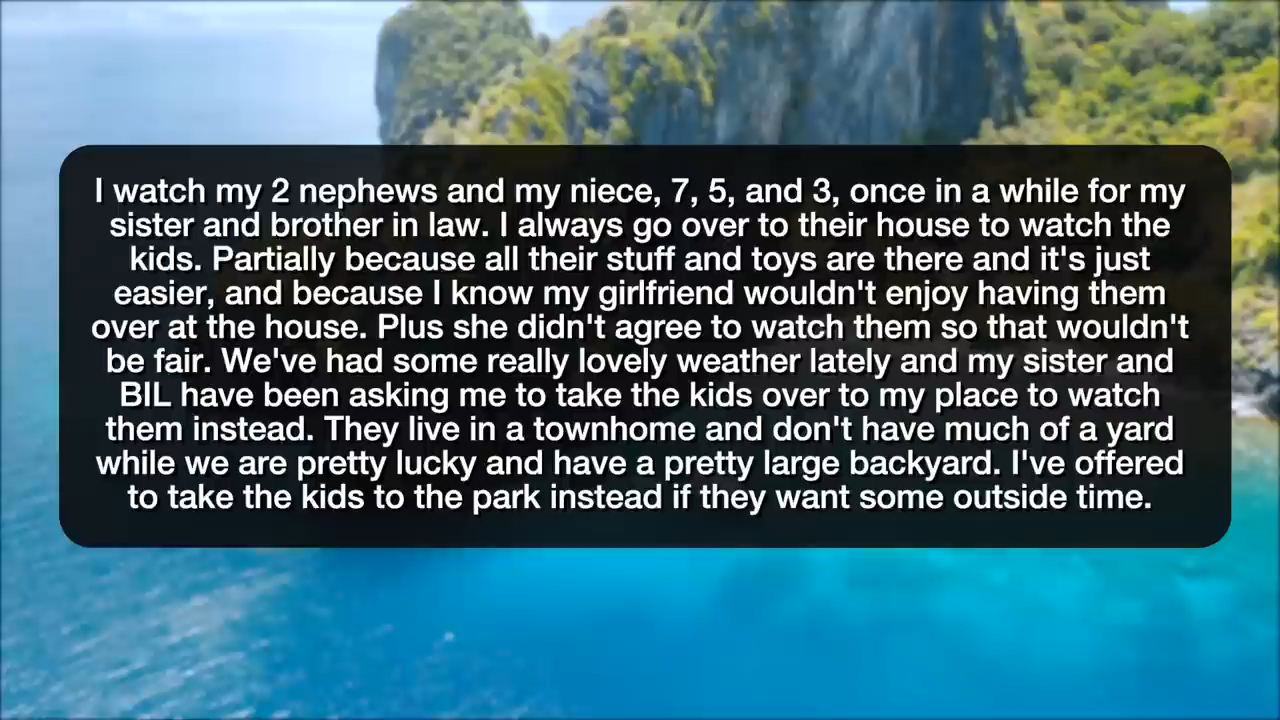 I watch my 2 nephews and my niece, 7, 5, and 3, once in a while for my
sister and brother in law. I always go over to their house to watch the
kids. Partially because all their stuff and toys are there and it's just
easier, and because I know my girlfriend wouldn't enjoy having them
over at the house. Plus she didn't agree to watch them so that wouldn't
be fair. We've had some really lovely weather lately and my sister and
BIL have been asking me to take the kids over to my place to watch
them instead. They live in a townhome and don't have much of a yard
while we are pretty lucky and have a pretty large backyard. I've offered
to take the kids to the park instead if they want some outside time.